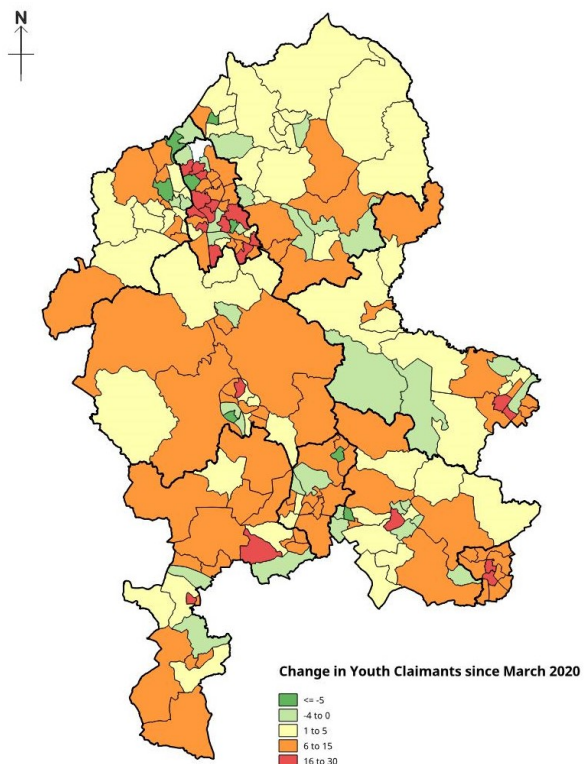 N
Change in Youth Claimants since March 2020
<= -5
-4 to 0
1 to 5
6 to 15
16 to 30